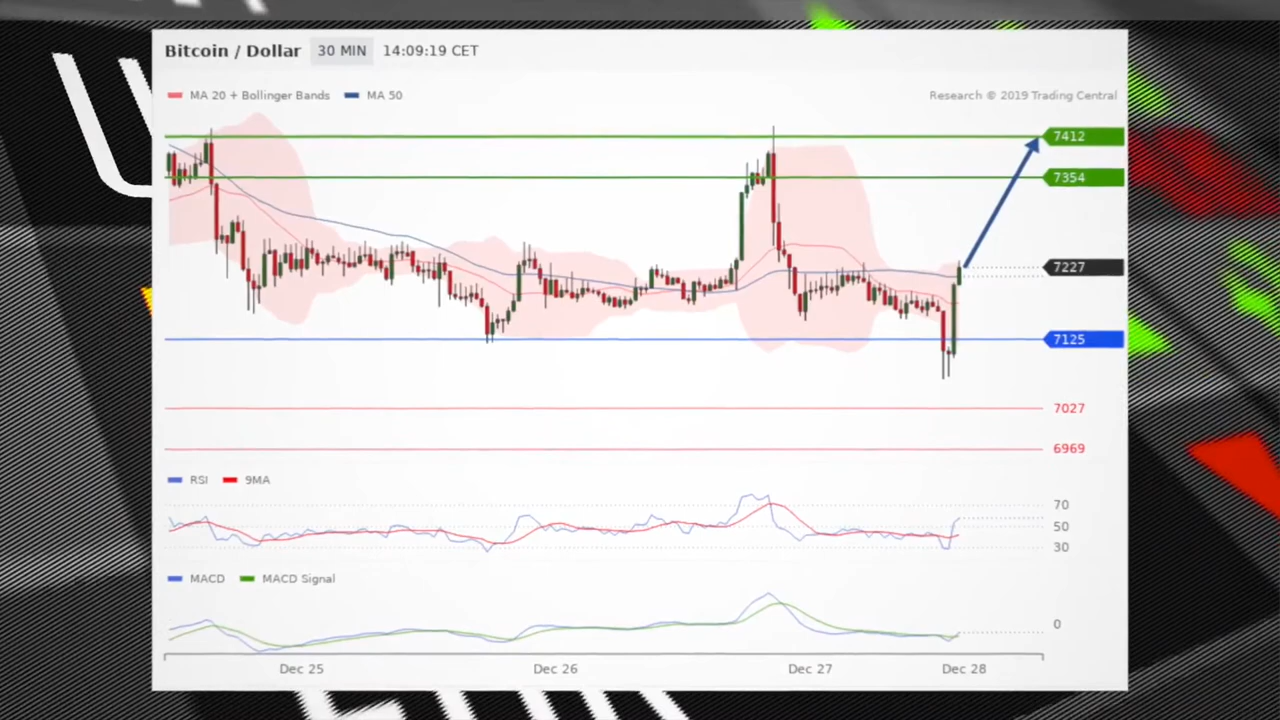 Bitcoin / Dollar 30 MIN 14:09:19 CET
MA 20 + Bollinger Bands MA 50 Research © 2019 Trading Central
7412
7354
7227
7125
7027
6969
RSI 9MA
70
50
30
MACD MACD Signal
0
Dec 25 Dec 26 Dec 27 Dec 28